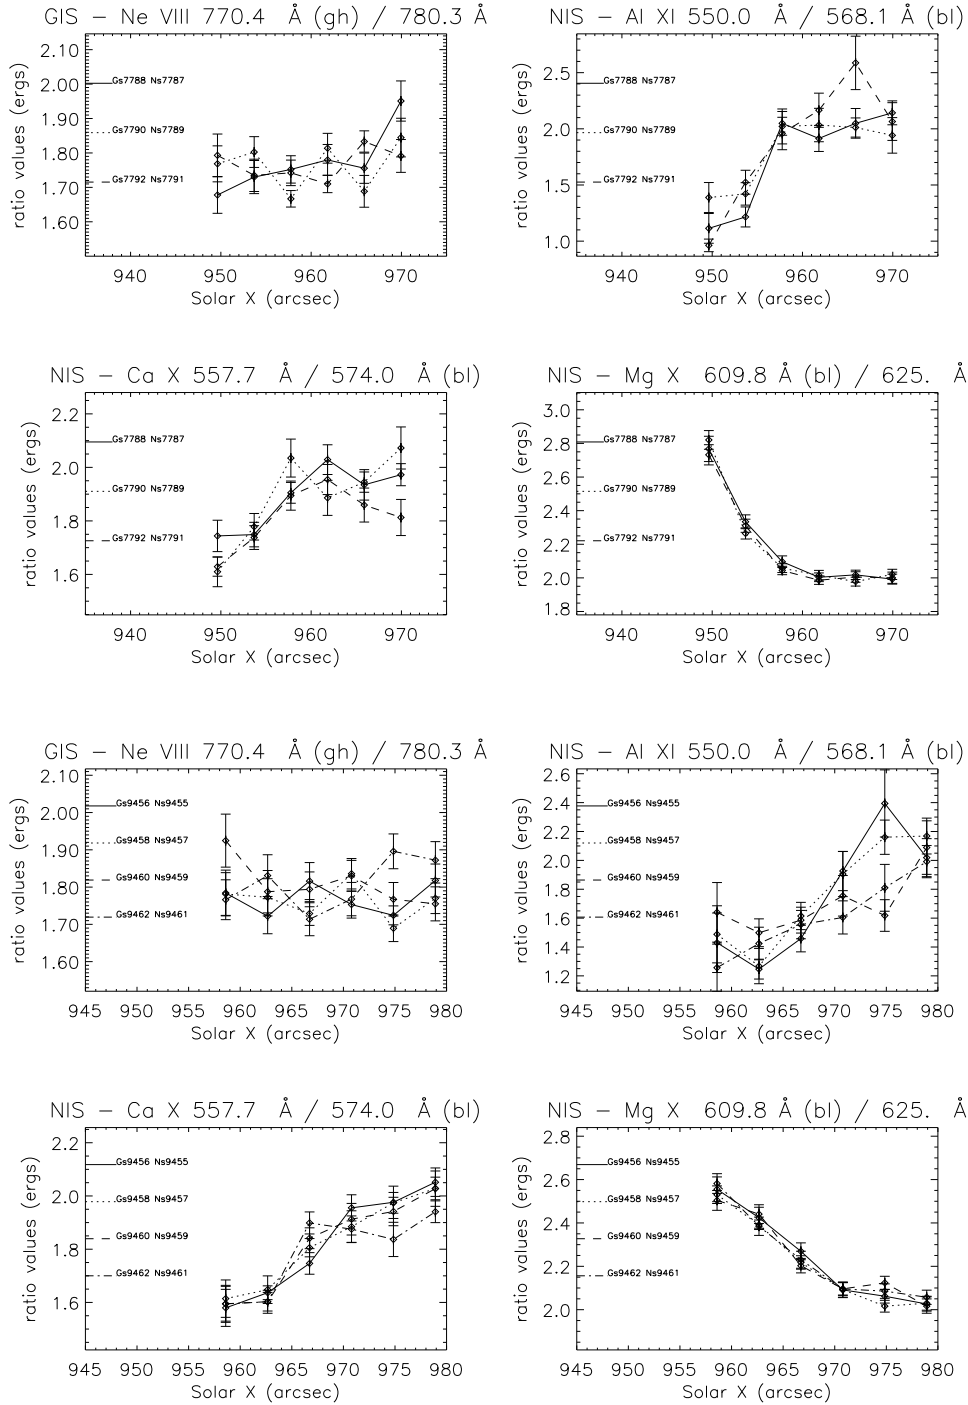 GIS – Ne VIII 770.4 Å (gh) / 780.3 Å
ratio values (ergs)
2.10
2.00
1.90
1.80
1.70
1.60
Gs7788 Ns7787
Gs7790 Ns7789
Gs7792 Ns7791
940 950 960 970
Solar X (arcsec)
NIS – Al XI 550.0 Å / 568.1 Å (bl)
ratio values (ergs)
2.5
2.0
1.5
1.0
Gs7788 Ns7787
Gs7790 Ns7789
Gs7792 Ns7791
940 950 960 970
Solar X (arcsec)
NIS – Ca X 557.7 Å / 574.0 Å (bl)
ratio values (ergs)
2.2
2.0
1.8
1.6
Gs7788 Ns7787
Gs7790 Ns7789
Gs7792 Ns7791
940 950 960 970
Solar X (arcsec)
NIS – Mg X 609.8 Å (bl) / 625. Å
ratio values (ergs)
3.0
2.8
2.6
2.4
2.2
2.0
1.8
Gs7788 Ns7787
Gs7790 Ns7789
Gs7792 Ns7791
940 950 960 970
Solar X (arcsec)
GIS – Ne VIII 770.4 Å (gh) / 780.3 Å
ratio values (ergs)
2.10
2.00
1.90
1.80
1.70
1.60
Gs9456 Ns9455
Gs9458 Ns9457
Gs9460 Ns9459
Gs9462 Ns9461
945 950 955 960 965 970 975 980
Solar X (arcsec)
NIS – Al XI 550.0 Å / 568.1 Å (bl)
ratio values (ergs)
2.6
2.4
2.2
2.0
1.8
1.6
1.4
1.2
Gs9456 Ns9455
Gs9458 Ns9457
Gs9460 Ns9459
Gs9462 Ns9461
945 950 955 960 965 970 975 980
Solar X (arcsec)
NIS – Ca X 557.7 Å / 574.0 Å (bl)
ratio values (ergs)
2.2
2.0
1.8
1.6
Gs9456 Ns9455
Gs9458 Ns9457
Gs9460 Ns9459
Gs9462 Ns9461
945 950 955 960 965 970 975 980
Solar X (arcsec)
NIS – Mg X 609.8 Å (bl) / 625. Å
ratio values (ergs)
2.8
2.6
2.4
2.2
2.0
Gs9456 Ns9455
Gs9458 Ns9457
Gs9460 Ns9459
Gs9462 Ns9461
945 950 955 960 965 970 975 980
Solar X (arcsec)